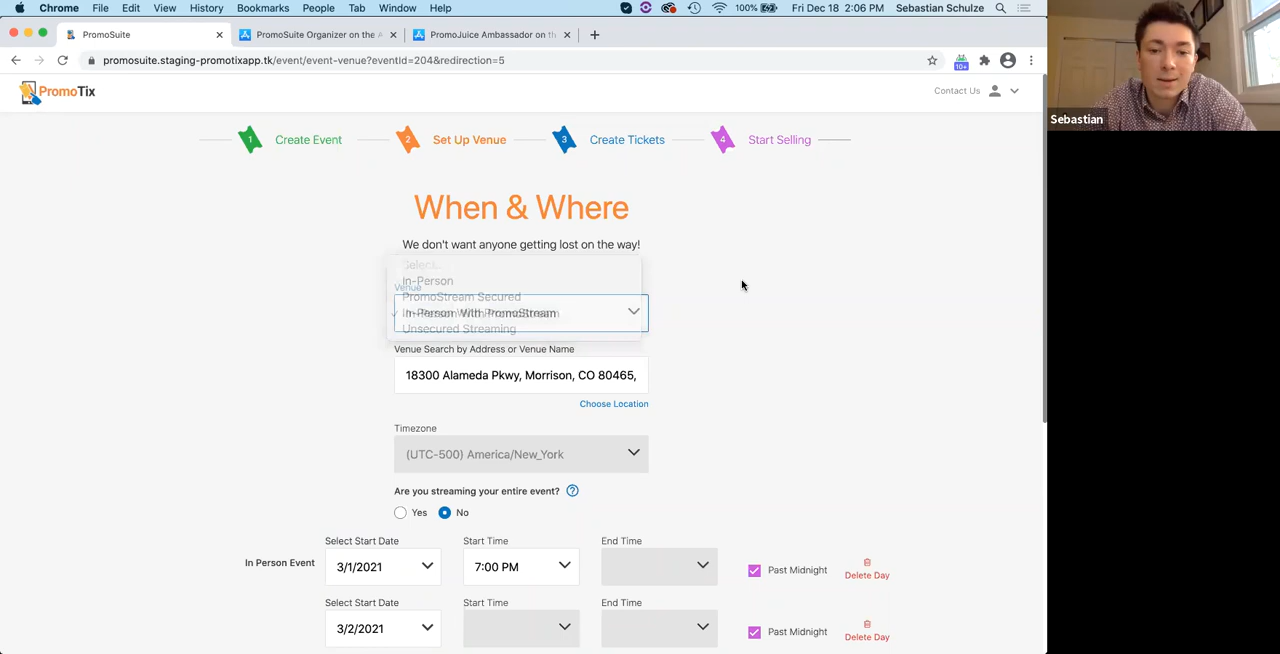 Chrome File Edit View History Bookmarks People Tab Window Help 100% Fri Dec 18 2:06 PM Sebastian Schulze
PromoSuite PromoSuite Organizer on the A PromoJuice Ambassador on th
promosuite.staging-promotixapp.tk/event/event-venue?eventId=204&redirection=5 10+
PromoTix Contact Us
Sebastian
1 Create Event 2 Set Up Venue 3 Create Tickets 4 Start Selling
When & Where
We don't want anyone getting lost on the way!
Select...
In-Person
Venue
PromoStream Secured
In-Person With PromoStream
Unsecured Streaming
Venue Search by Address or Venue Name
18300 Alameda Pkwy, Morrison, CO 80465,
Choose Location
Timezone
(UTC-500) America/New_York
Are you streaming your entire event? ?
Yes No
Select Start Date Start Time End Time
In Person Event 3/1/2021 7:00 PM Past Midnight Delete Day
Select Start Date Start Time End Time
3/2/2021 Past Midnight Delete Day